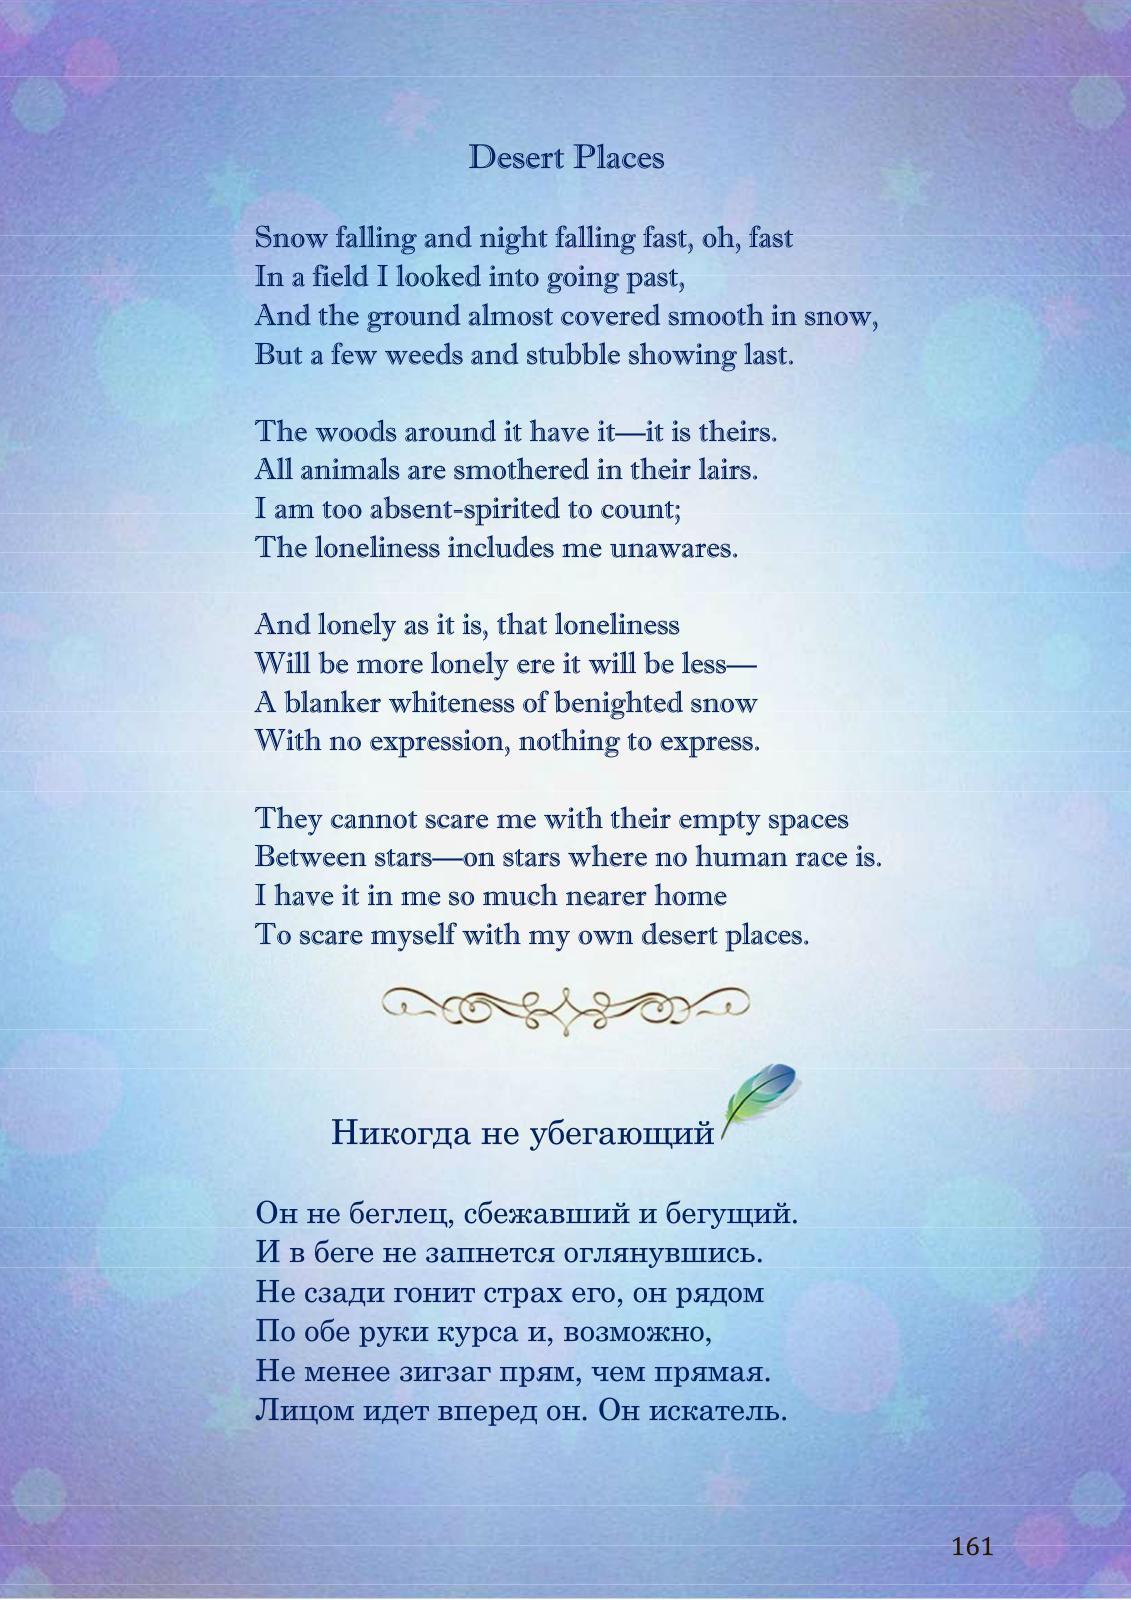 Desert Places
Snow falling and night falling fast, oh, fast
In a field I looked into going past,
And the ground almost covered smooth in snow,
But a few weeds and stubble showing last.
The woods around it have it—it is theirs.
All animals are smothered in their lairs.
I am too absent-spirited to count;
The loneliness includes me unawares.
And lonely as it is, that loneliness
Will be more lonely ere it will be less—
A blanker whiteness of benighted snow
With no expression, nothing to express.
They cannot scare me with their empty spaces
Between stars—on stars where no human race is.
I have it in me so much nearer home
To scare myself with my own desert places.
Никогда не убегающий
Он не беглец, сбежавший и бегущий.
И в беге не запнется оглянувшись.
Не сзади гонит страх его, он рядом
По обе руки курса и, возможно,
Не менее зигзаг прям, чем прямая.
Лицом идет вперед он. Он искатель.
161